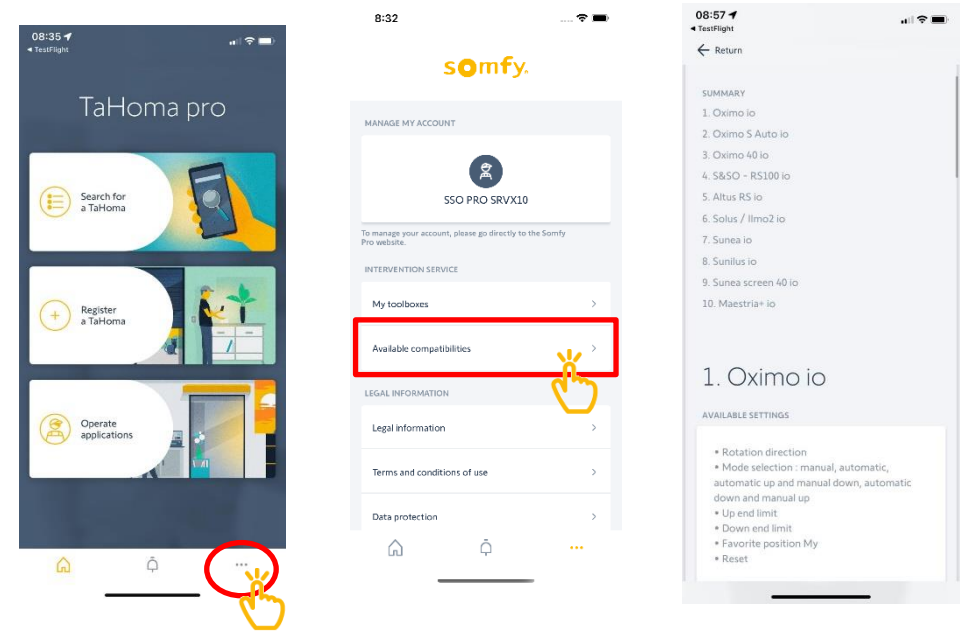 08:35
◄ TestFlight
TaHoma pro
Search for
a TaHoma
Register
a TaHoma
Operate
applications
8:32
somfy.
MANAGE MY ACCOUNT
SSO PRO SRVX10
To manage your account, please go directly to the Somfy
Pro website.
INTERVENTION SERVICE
My toolboxes
Available compatibilities
LEGAL INFORMATION
Legal information
Terms and conditions of use
Data protection
08:57
◄ TestFlight
Return
SUMMARY
1. Oximo io
2. Oximo S Auto io
3. Oximo 40 io
4. S&SO - RS100 io
5. Altus RS io
6. Solus / Ilmo2 io
7. Sunea io
8. Sunilus io
9. Sunea screen 40 io
10. Maestria+ io
1. Oximo io
AVAILABLE SETTINGS
• Rotation direction
• Mode selection : manual, automatic,
automatic up and manual down, automatic
down and manual up
• Up end limit
• Down end limit
• Favorite position My
• Reset